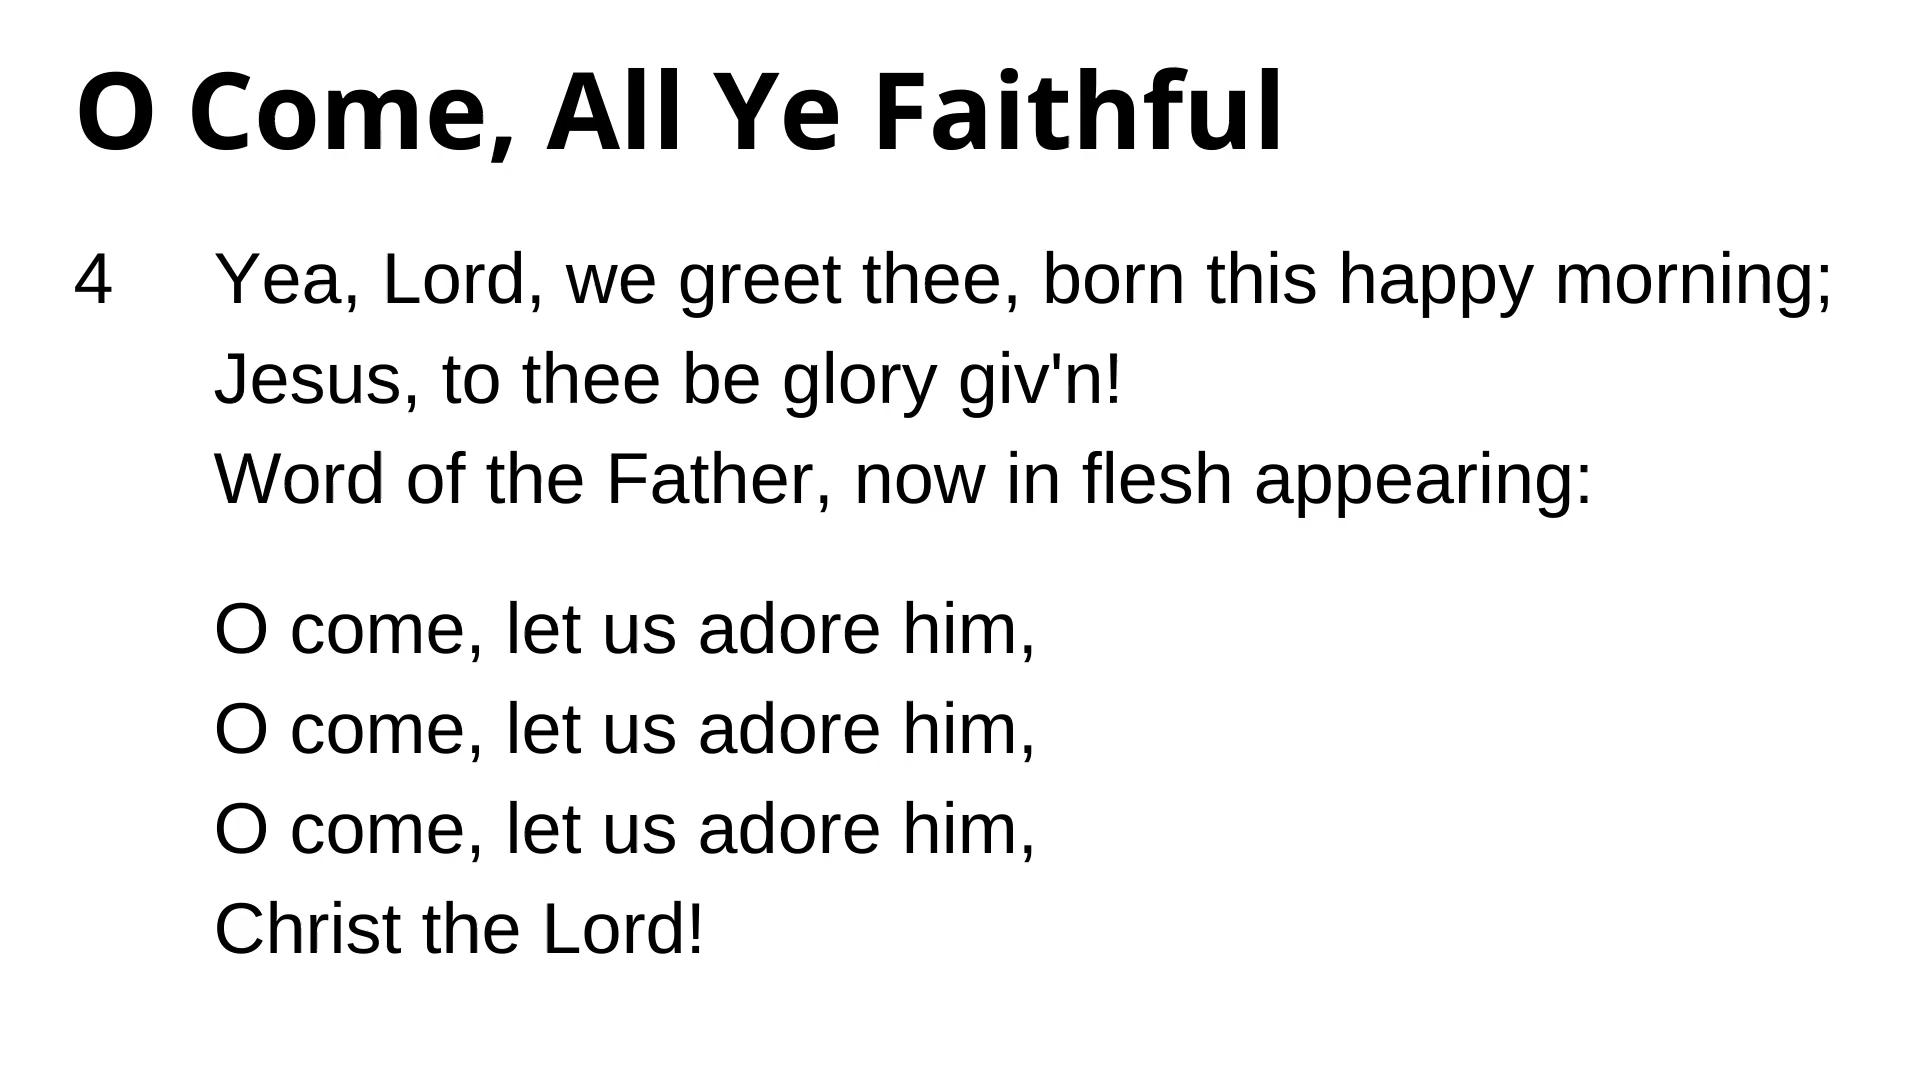 O Come, All Ye Faithful
4 Yea, Lord, we greet thee, born this happy morning;
Jesus, to thee be glory giv'n!
Word of the Father, now in flesh appearing:
O come, let us adore him,
O come, let us adore him,
O come, let us adore him,
Christ the Lord!